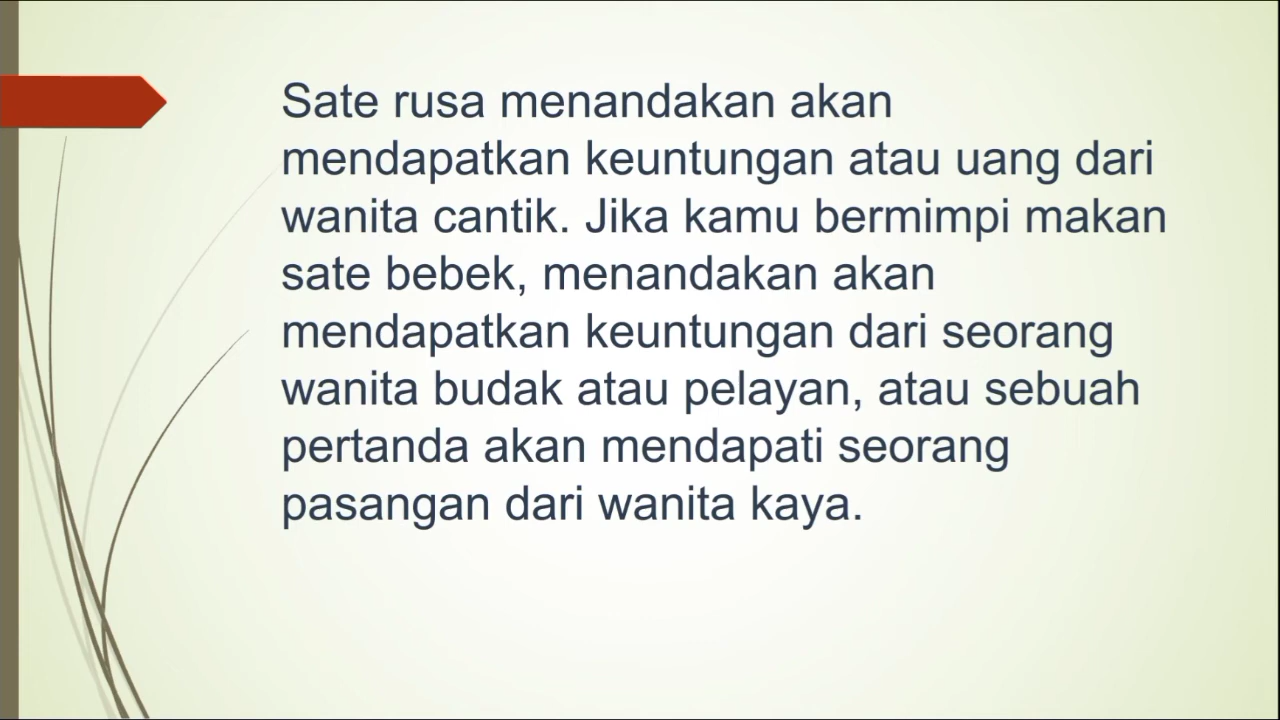 Sate rusa menandakan akan
mendapatkan keuntungan atau uang dari
wanita cantik. Jika kamu bermimpi makan
sate bebek, menandakan akan
mendapatkan keuntungan dari seorang
wanita budak atau pelayan, atau sebuah
pertanda akan mendapati seorang
pasangan dari wanita kaya.